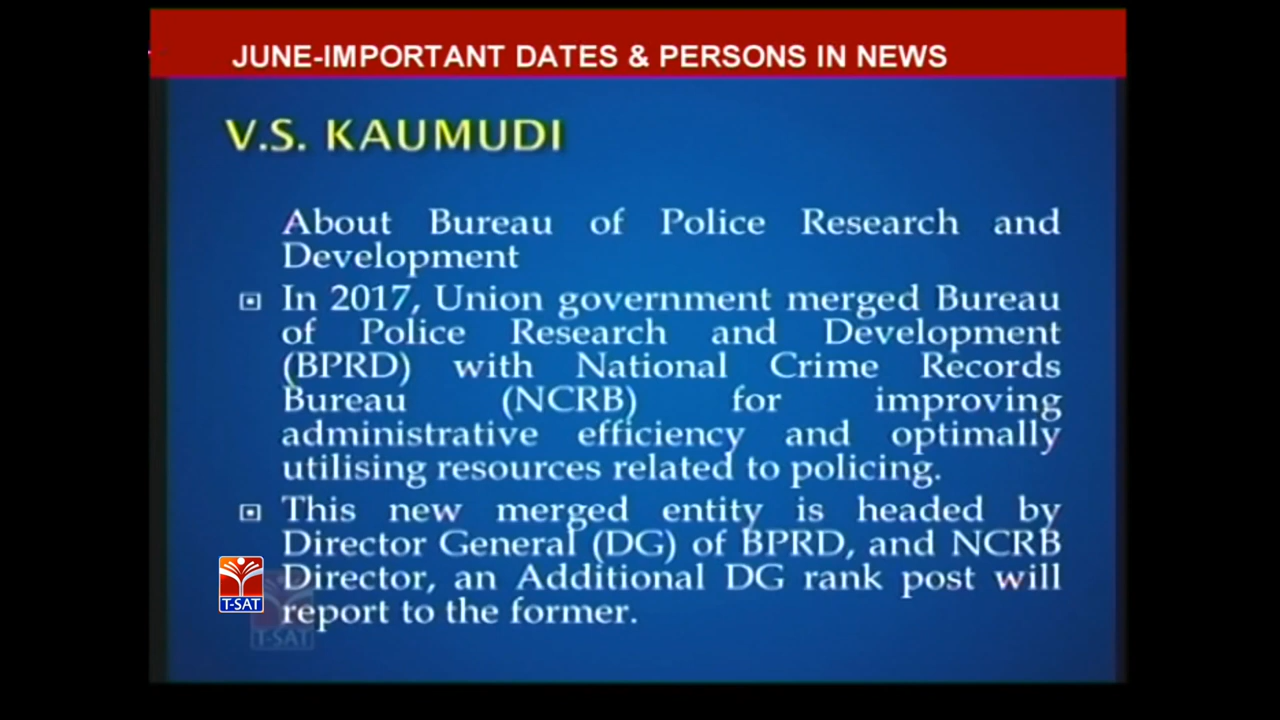 JUNE-IMPORTANT DATES & PERSONS IN NEWS
V.S. KAUMUDI
About Bureau of Police Research and
Development
In 2017, Union government merged Bureau
of Police Research and Development
(BPRD) with National Crime Records
Bureau (NCRB) for improving
administrative efficiency and optimally
utilising resources related to policing.
This new merged entity is headed by
Director General (DG) of BPRD, and NCRB
Director, an Additional DG rank post will
report to the former.
T-SAT
T-SAT